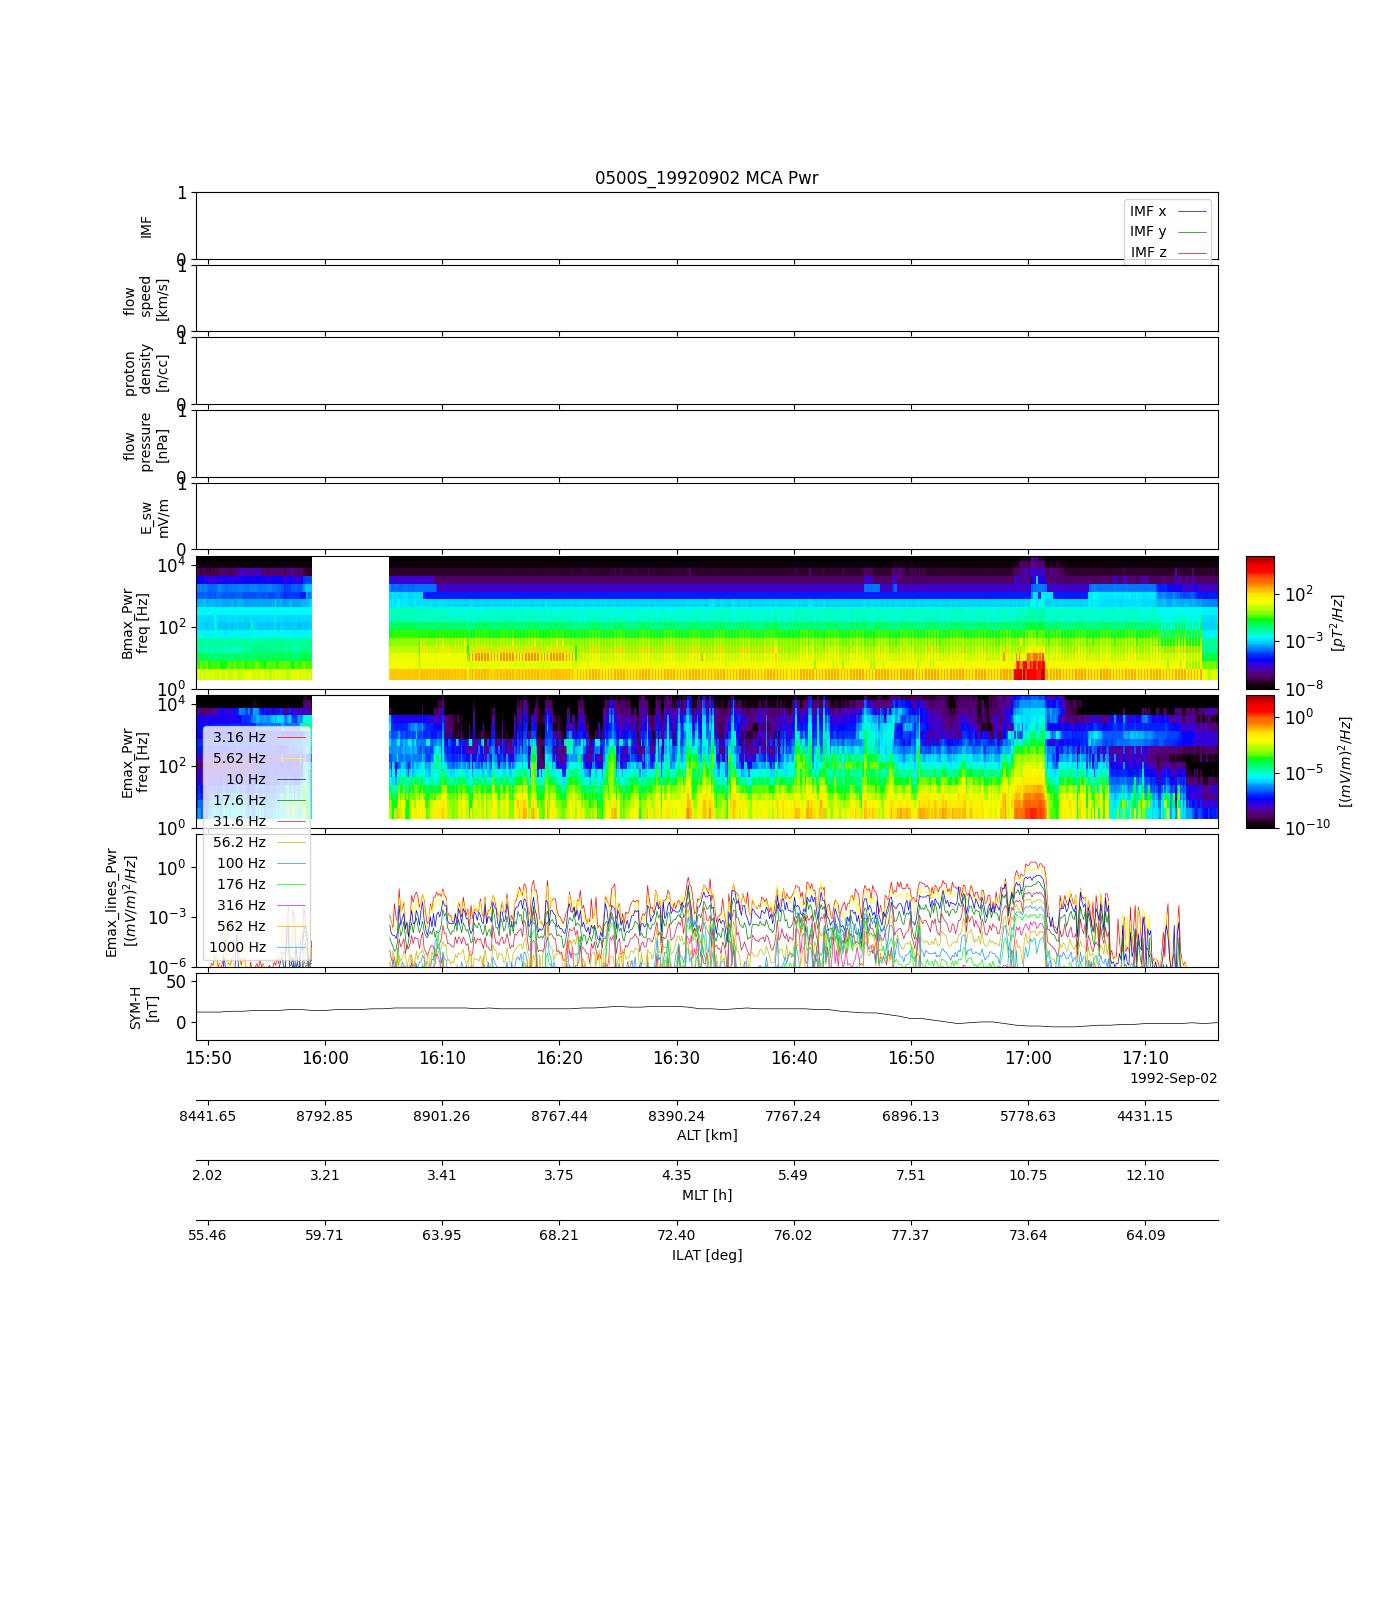 0500S_19920902 MCA Pwr
1
IMF
0
IMF x
IMF y
IMF z
1
flow
speed
[km/s]
0
1
proton
density
[n/cc]
0
1
flow
pressure
[nPa]
0
1
E_sw
mV/m
0
10^4
10^2
10^0
Bmax_Pwr
freq [Hz]
10^2
10^-3
10^-8
[pT^2/Hz]
10^4
10^2
10^0
Emax_Pwr
freq [Hz]
10^0
10^-5
10^-10
[(mV/m)^2/Hz]
3.16 Hz
5.62 Hz
10 Hz
17.6 Hz
31.6 Hz
56.2 Hz
100 Hz
176 Hz
316 Hz
562 Hz
1000 Hz
10^0
10^-3
10^-6
Emax_lines_Pwr
[(mV/m)^2/Hz]
50
0
SYM-H
[nT]
15:50 16:00 16:10 16:20 16:30 16:40 16:50 17:00 17:10
1992-Sep-02
8441.65 8792.85 8901.26 8767.44 8390.24 7767.24 6896.13 5778.63 4431.15
ALT [km]
2.02 3.21 3.41 3.75 4.35 5.49 7.51 10.75 12.10
MLT [h]
55.46 59.71 63.95 68.21 72.40 76.02 77.37 73.64 64.09
ILAT [deg]